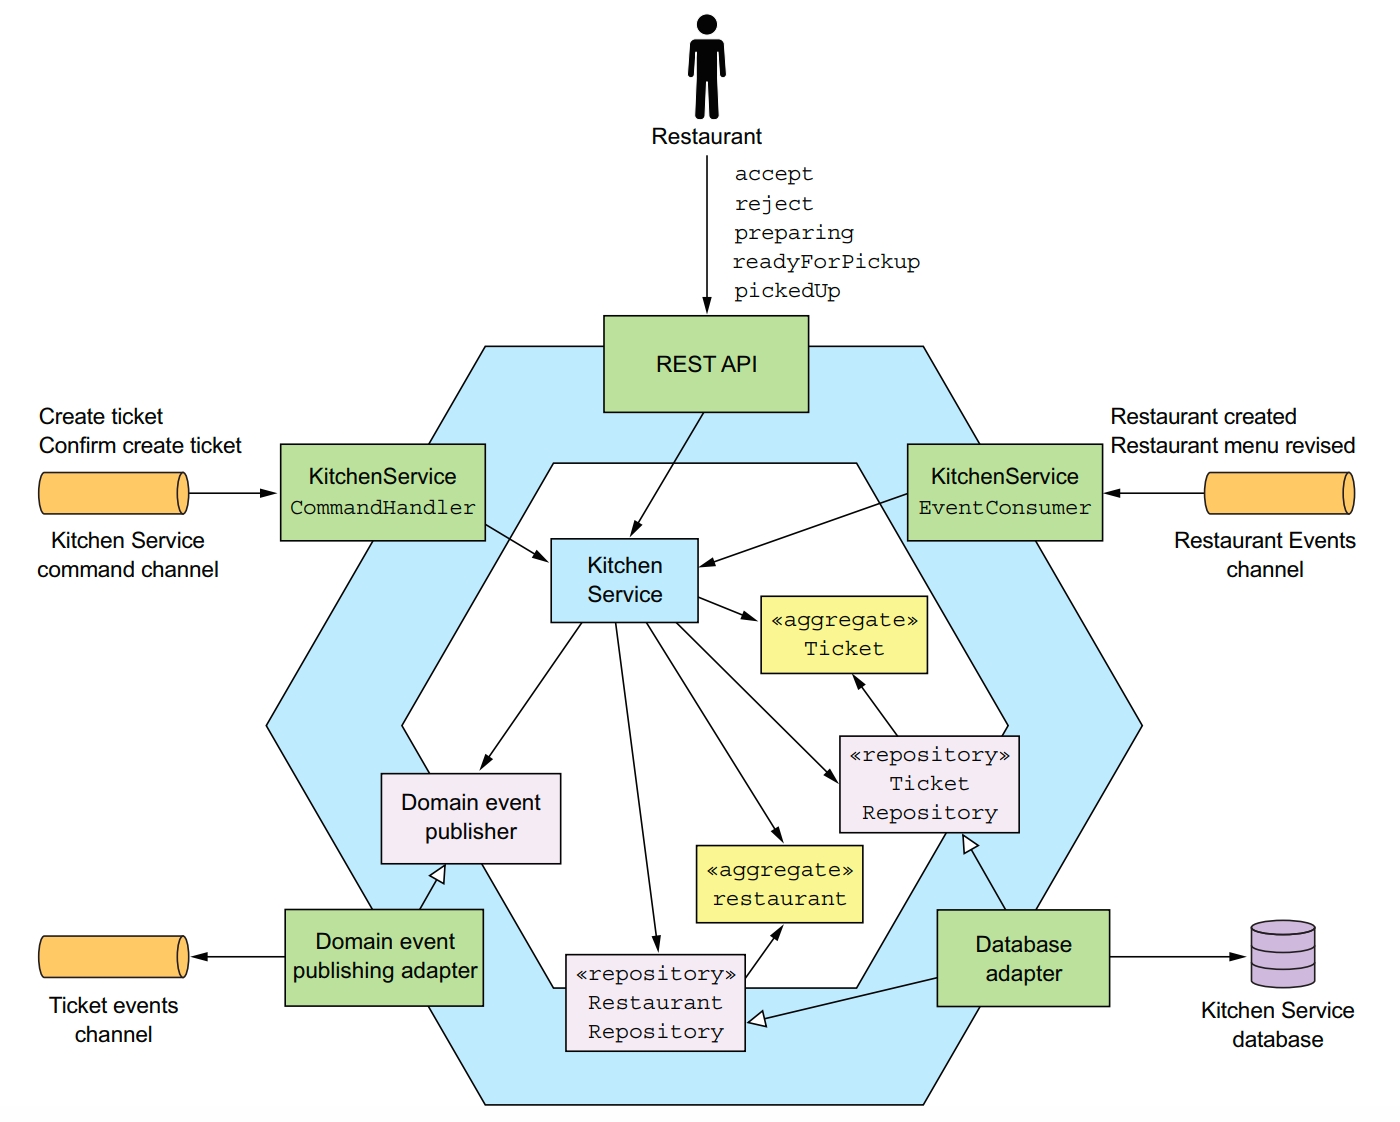 Restaurant
accept
reject
preparing
readyForPickup
pickedUp
REST API
Create ticket
Confirm create ticket
Kitchen Service
command channel
KitchenService
CommandHandler
KitchenService
EventConsumer
Restaurant created
Restaurant menu revised
Restaurant Events
channel
Kitchen
Service
«aggregate»
Ticket
«repository»
Ticket
Repository
Domain event
publisher
«aggregate»
restaurant
Domain event
publishing adapter
Ticket events
channel
«repository»
Restaurant
Repository
Database
adapter
Kitchen Service
database